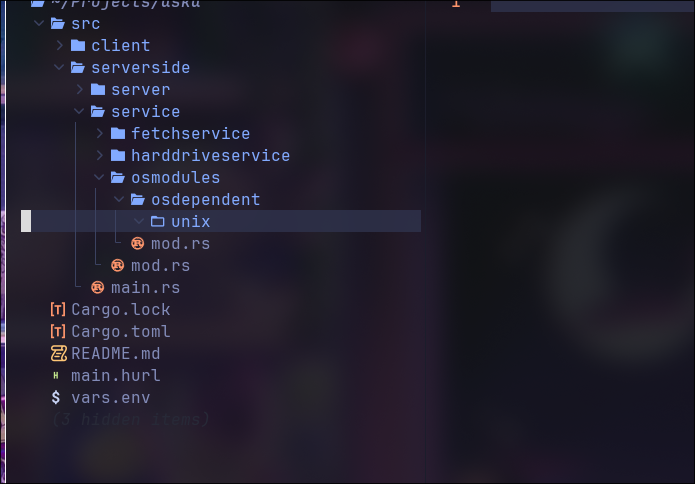 ~/Projects/aska 1
src
client
serverside
server
service
fetchservice
harddriveservice
osmodules
osdependent
unix
mod.rs
mod.rs
main.rs
[T] Cargo.lock
[T] Cargo.toml
README.md
H main.hurl
$ vars.env
(3 hidden items)